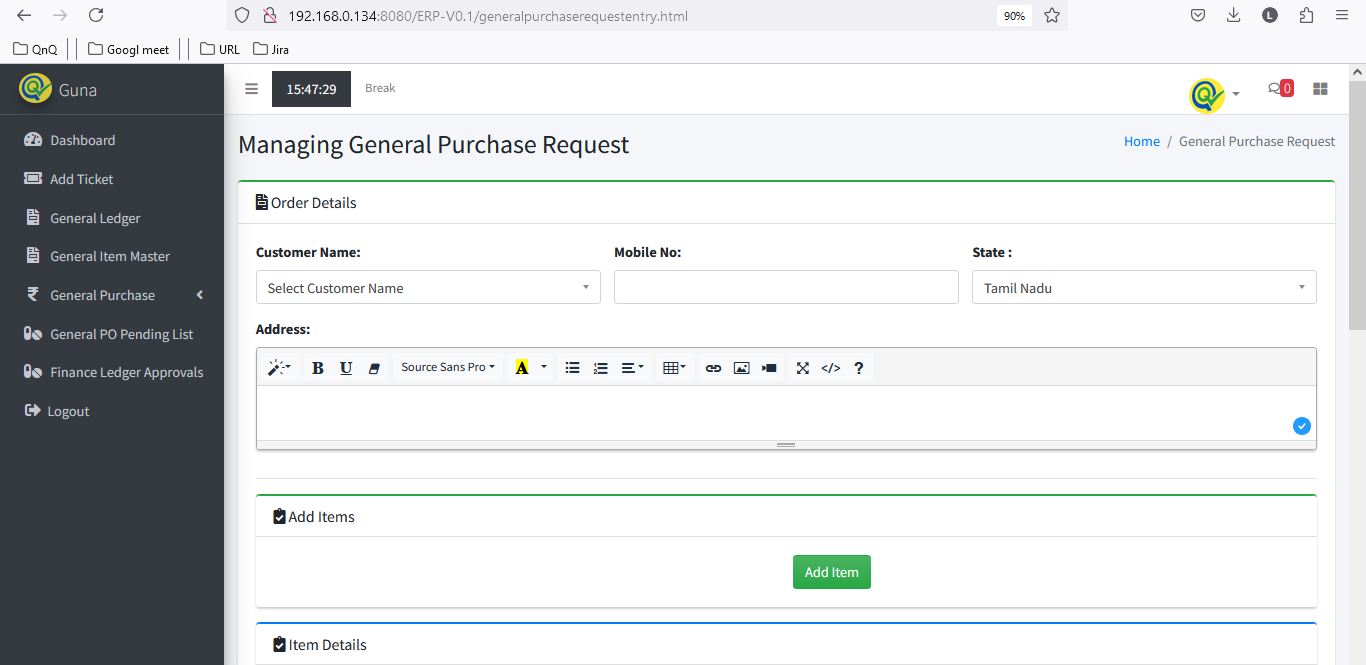 192.168.0.134:8080/ERP-V0.1/generalpurchaserequestentry.html 90% L
QnQ Googl meet URL Jira
Guna 15:47:29 Break 0
Dashboard
Add Ticket
General Ledger
General Item Master
General Purchase
General PO Pending List
Finance Ledger Approvals
Logout
Managing General Purchase Request
Home / General Purchase Request
Order Details
Customer Name: Mobile No: State :
Select Customer Name Tamil Nadu
Address:
B U Source Sans Pro A </> ?
Add Items
Add Item
Item Details